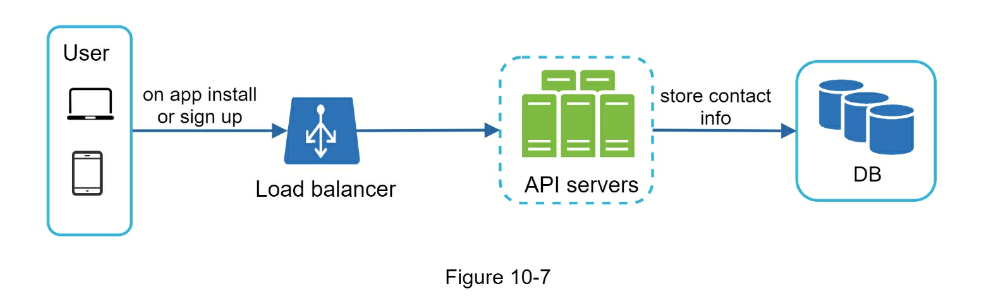 User
on app install
or sign up
Load balancer
API servers
store contact
info
DB
Figure 10-7